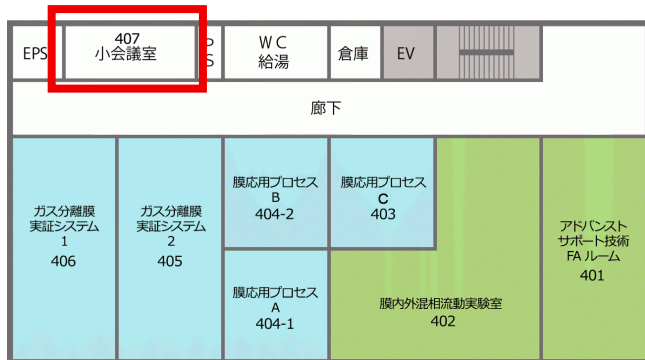 EPS
407
小会議室
PS
WC
給湯
倉庫
EV
廊下
ガス分離膜
実証システム
1
406
ガス分離膜
実証システム
2
405
膜応用プロセス
B
404-2
膜応用プロセス
C
403
膜応用プロセス
A
404-1
膜内外混相流動実験室
402
アドバンスト
サポート技術
FA ルーム
401